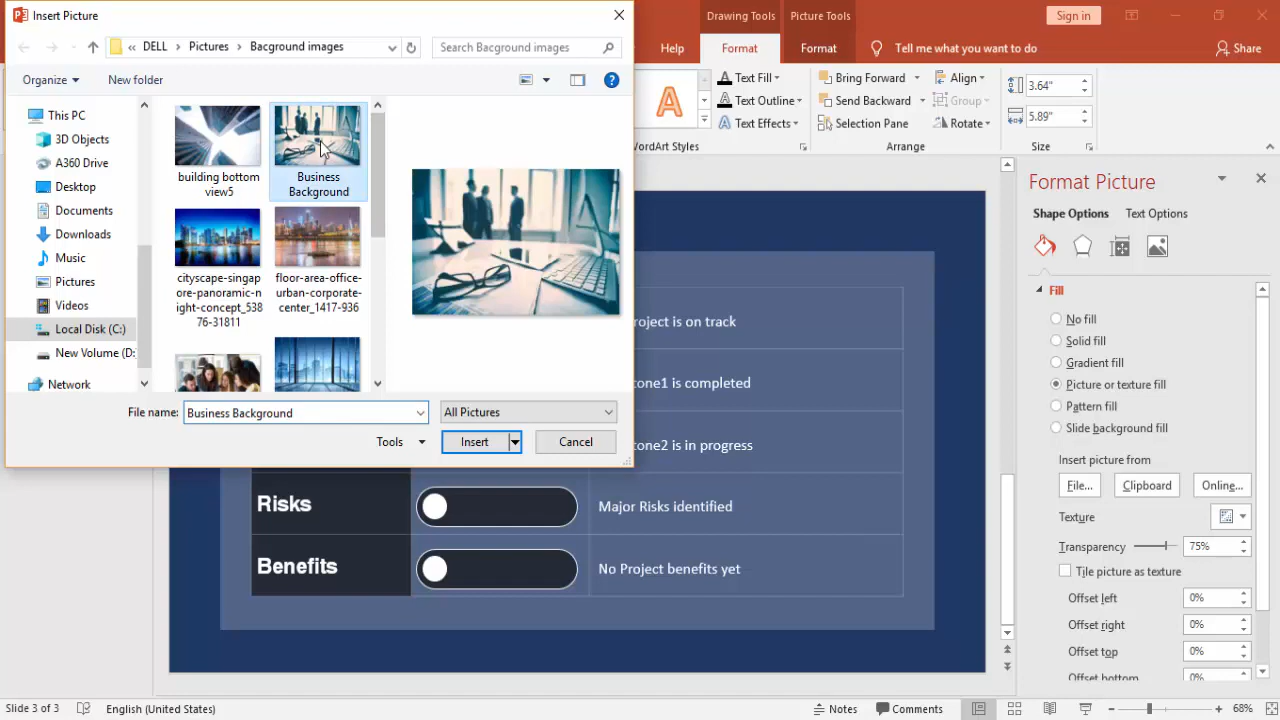 Insert Picture
« DELL > Pictures > Bacground images
Search Bacground images
Organize
New folder
This PC
3D Objects
A360 Drive
Desktop
Documents
Downloads
Music
Pictures
Videos
Local Disk (C:)
New Volume (D:
Network
building bottom
view5
Business
Background
cityscape-singap
ore-panoramic-n
ight-concept_538
76-31811
floor-area-office-
urban-corporate-
center_1417-936
File name:
Business Background
All Pictures
Tools
Insert
Cancel
Drawing Tools
Picture Tools
Sign in
Help
Format
Format
Tell me what you want to do
Share
A
Text Fill
Text Outline
Text Effects
WordArt Styles
Bring Forward
Send Backward
Selection Pane
Align
Group
Rotate
Arrange
3.64"
5.89"
Size
roject is on track
tone1 is completed
tone2 is in progress
Risks
Major Risks identified
Benefits
No Project benefits yet
Format Picture
Shape Options
Text Options
Fill
No fill
Solid fill
Gradient fill
Picture or texture fill
Pattern fill
Slide background fill
Insert picture from
File...
Clipboard
Online...
Texture
Transparency
75%
Tile picture as texture
Offset left
0%
Offset right
0%
Offset top
0%
Offset bottom
0%
Slide 3 of 3
English (United States)
Notes
Comments
68%